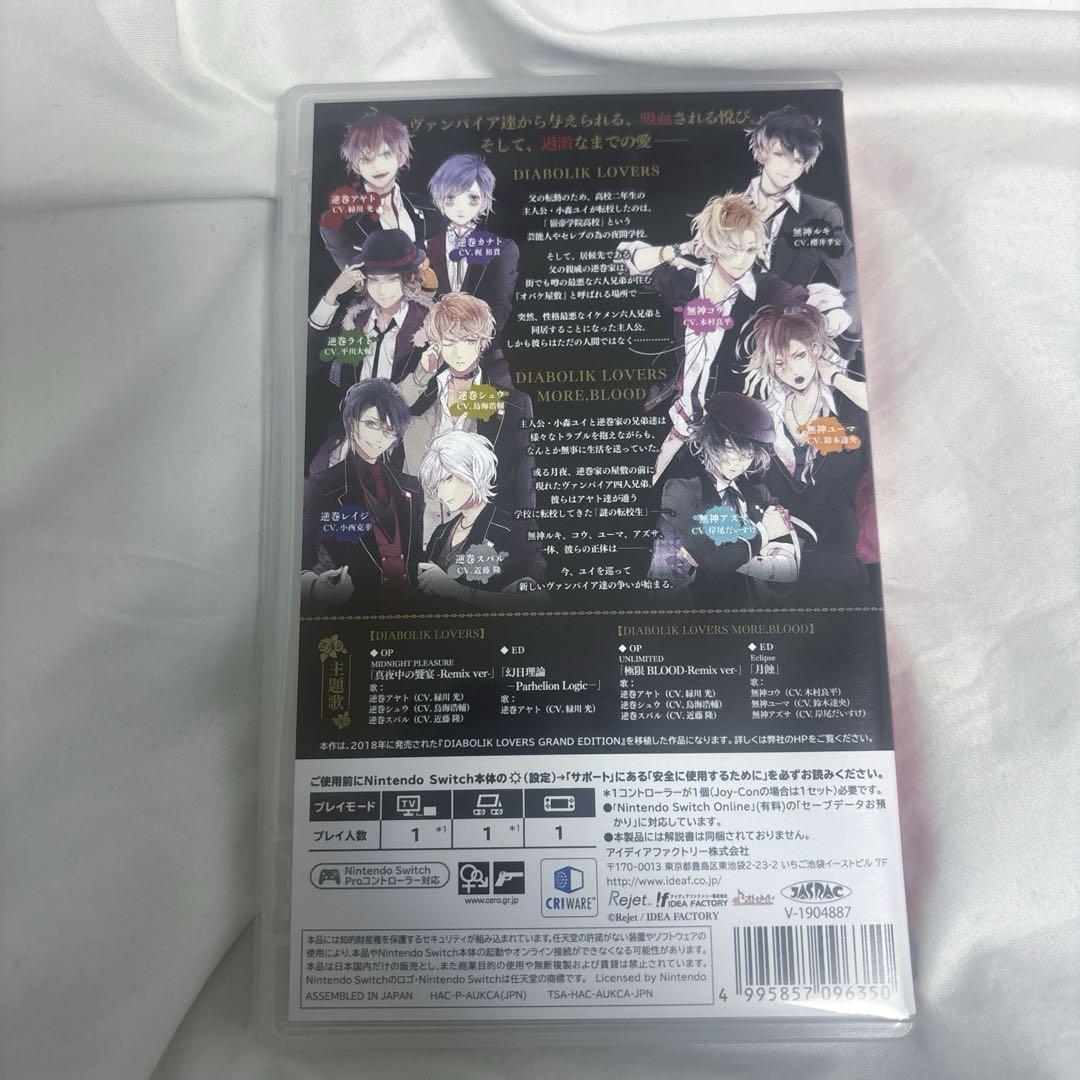 ヴァンパイア達から与えられる、吸血される悦び。
そして、過激なまでの愛――
DIABOLIK LOVERS
父の転勤のため、高校二年生の
主人公・小森ユイが転校したのは、
「嶺帝学院高校」という
芸能人やセレブの為の夜間学校。
そして、居候先である
父の親戚の逆巻家は、
街でも噂の最悪な六人兄弟が住む
「オバケ屋敷」と呼ばれる場所で――
突然、性格最悪なイケメン六人兄弟と
同居することになった主人公。
しかも彼らはただの人間ではなく…………
DIABOLIK LOVERS
MORE,BLOOD
主人公・小森ユイと逆巻家の兄弟達は
様々なトラブルを抱えながらも、
なんとか無事に生活を送っていた。
或る月夜、逆巻家の屋敷の前に
現れたヴァンパイア四人兄弟。
彼らはアヤト達が通う
学校に転校してきた「謎の転校生」――
無神ルキ、コウ、ユーマ、アズサ、
一体、彼らの正体は――。
今、ユイを巡って
新しいヴァンパイア達の争いが始まる。
逆巻アヤト
CV.緑川 光
逆巻カナト
CV.梶 裕貴
逆巻ライト
CV.平川大輔
逆巻シュウ
CV.鳥海浩輔
逆巻レイジ
CV.小西克幸
逆巻スバル
CV.近藤 隆
無神ルキ
CV.櫻井孝宏
無神コウ
CV.木村良平
無神ユーマ
CV.鈴木達央
無神アズサ
CV.岸尾だいすけ
主題歌
【DIABOLIK LOVERS】
◆ OP
MIDNIGHT PLEASURE
「真夜中の饗宴 -Remix ver-」
歌：
逆巻アヤト（CV.緑川 光）
逆巻シュウ（CV.鳥海浩輔）
逆巻スバル（CV.近藤 隆）
◆ ED
「幻日理論
－Parhelion Logic－」
歌：
逆巻アヤト（CV.緑川 光）
【DIABOLIK LOVERS MORE,BLOOD】
◆ OP
UNLIMITED
「極限 BLOOD-Remix ver-」
歌：
逆巻アヤト（CV.緑川 光）
逆巻シュウ（CV.鳥海浩輔）
逆巻スバル（CV.近藤 隆）
◆ ED
Eclipse
「月蝕」
歌：
無神コウ（CV.木村良平）
無神ユーマ（CV.鈴木達央）
無神アズサ（CV.岸尾だいすけ）
本作は、2018年に発売された『DIABOLIK LOVERS GRAND EDITION』を移植した作品になります。詳しくは弊社のHPをご覧ください。
ご使用前にNintendo Switch本体の(設定)→「サポート」にある「安全に使用するために」を必ずお読みください。
プレイモード
TV
プレイ人数
1 *1
1 *1
1
*1コントローラーが1個(Joy-Conの場合は1セット)必要です。
●「Nintendo Switch Online」(有料)の「セーブデータお預
かり」に対応しています。
●本製品には解説書は同梱されておりません。
アイディアファクトリー株式会社
〒170-0013 東京都豊島区東池袋2-23-2 いちご池袋イーストビル 7F
http://www.ideaf.co.jp/
Nintendo Switch
Proコントローラー対応
www.cero.gr.jp
CRIWARE™
Rejet
アイディアファクトリー株式会社
IDEA FACTORY
オトメイト
©Rejet / IDEA FACTORY
JASRAC
V-1904887
本品には知的財産権を保護するセキュリティが組み込まれています。任天堂の許諾がない装置やソフトウェアの
使用により、本品やNintendo Switch本体の起動やオンライン接続ができなくなる可能性があります。
本品は日本国内だけの販売とし、また商業目的の使用や無断複製および賃貸は禁止されています。
Nintendo Switchのロゴ・Nintendo Switchは任天堂の商標です。 Licensed by Nintendo
ASSEMBLED IN JAPAN HAC-P-AUKCA(JPN) TSA-HAC-AUKCA-JPN
4 995857 096350